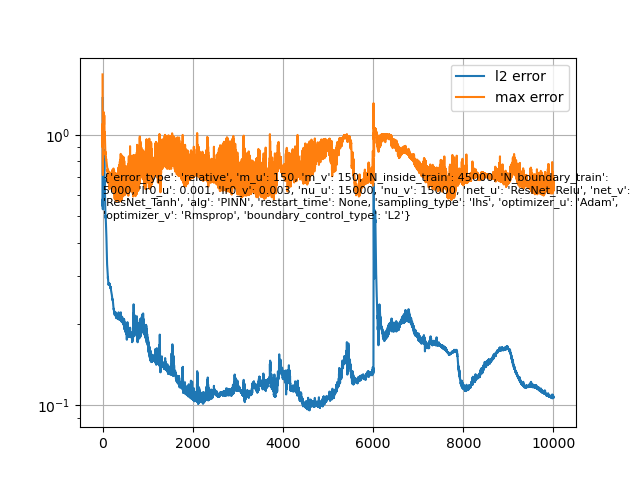 l2 error
max error
10⁰
{'error_type': 'relative', 'm_u': 150, 'm_v': 150, 'N_inside_train': 45000, 'N_boundary_train':
5000, 'lr0_u': 0.001, 'lr0_v': 0.003, 'nu_u': 15000, 'nu_v': 15000, 'net_u': 'ResNet_Relu', 'net_v':
'ResNet_Tanh', 'alg': 'PINN', 'restart_time': None, 'sampling_type': 'lhs', 'optimizer_u': 'Adam',
'optimizer_v': 'Rmsprop', 'boundary_control_type': 'L2'}
10⁻¹
0 2000 4000 6000 8000 10000